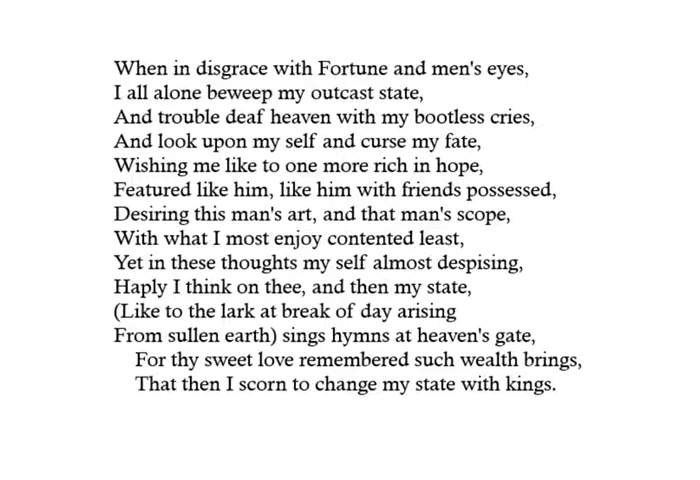 When in disgrace with Fortune and men's eyes,
I all alone beweep my outcast state,
And trouble deaf heaven with my bootless cries,
And look upon my self and curse my fate,
Wishing me like to one more rich in hope,
Featured like him, like him with friends possessed,
Desiring this man's art, and that man's scope,
With what I most enjoy contented least,
Yet in these thoughts my self almost despising,
Haply I think on thee, and then my state,
(Like to the lark at break of day arising
From sullen earth) sings hymns at heaven's gate,
For thy sweet love remembered such wealth brings,
That then I scorn to change my state with kings.